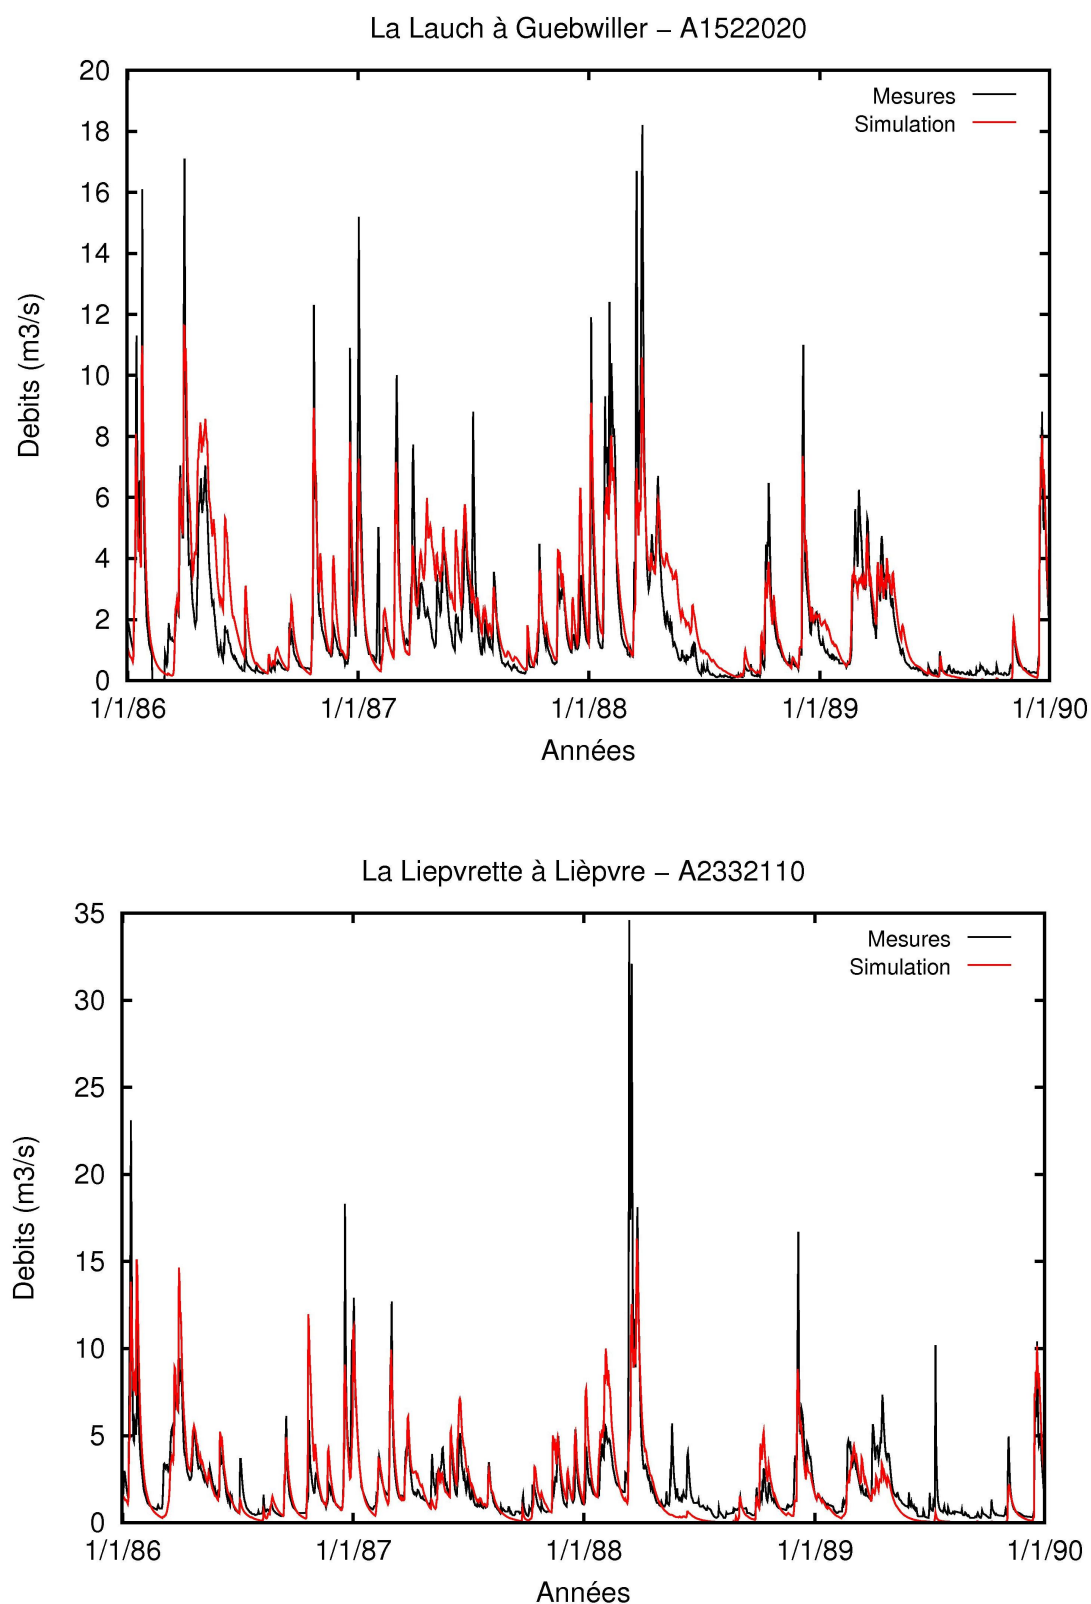 La Lauch à Guebwiller – A1522020
20
Mesures
Simulation
18
16
14
12
10
8
6
4
2
0
Debits (m3/s)
1/1/86 1/1/87 1/1/88 1/1/89 1/1/90
Années
La Liepvrette à Lièpvre – A2332110
35
Mesures
Simulation
30
25
20
15
10
5
0
Debits (m3/s)
1/1/86 1/1/87 1/1/88 1/1/89 1/1/90
Années